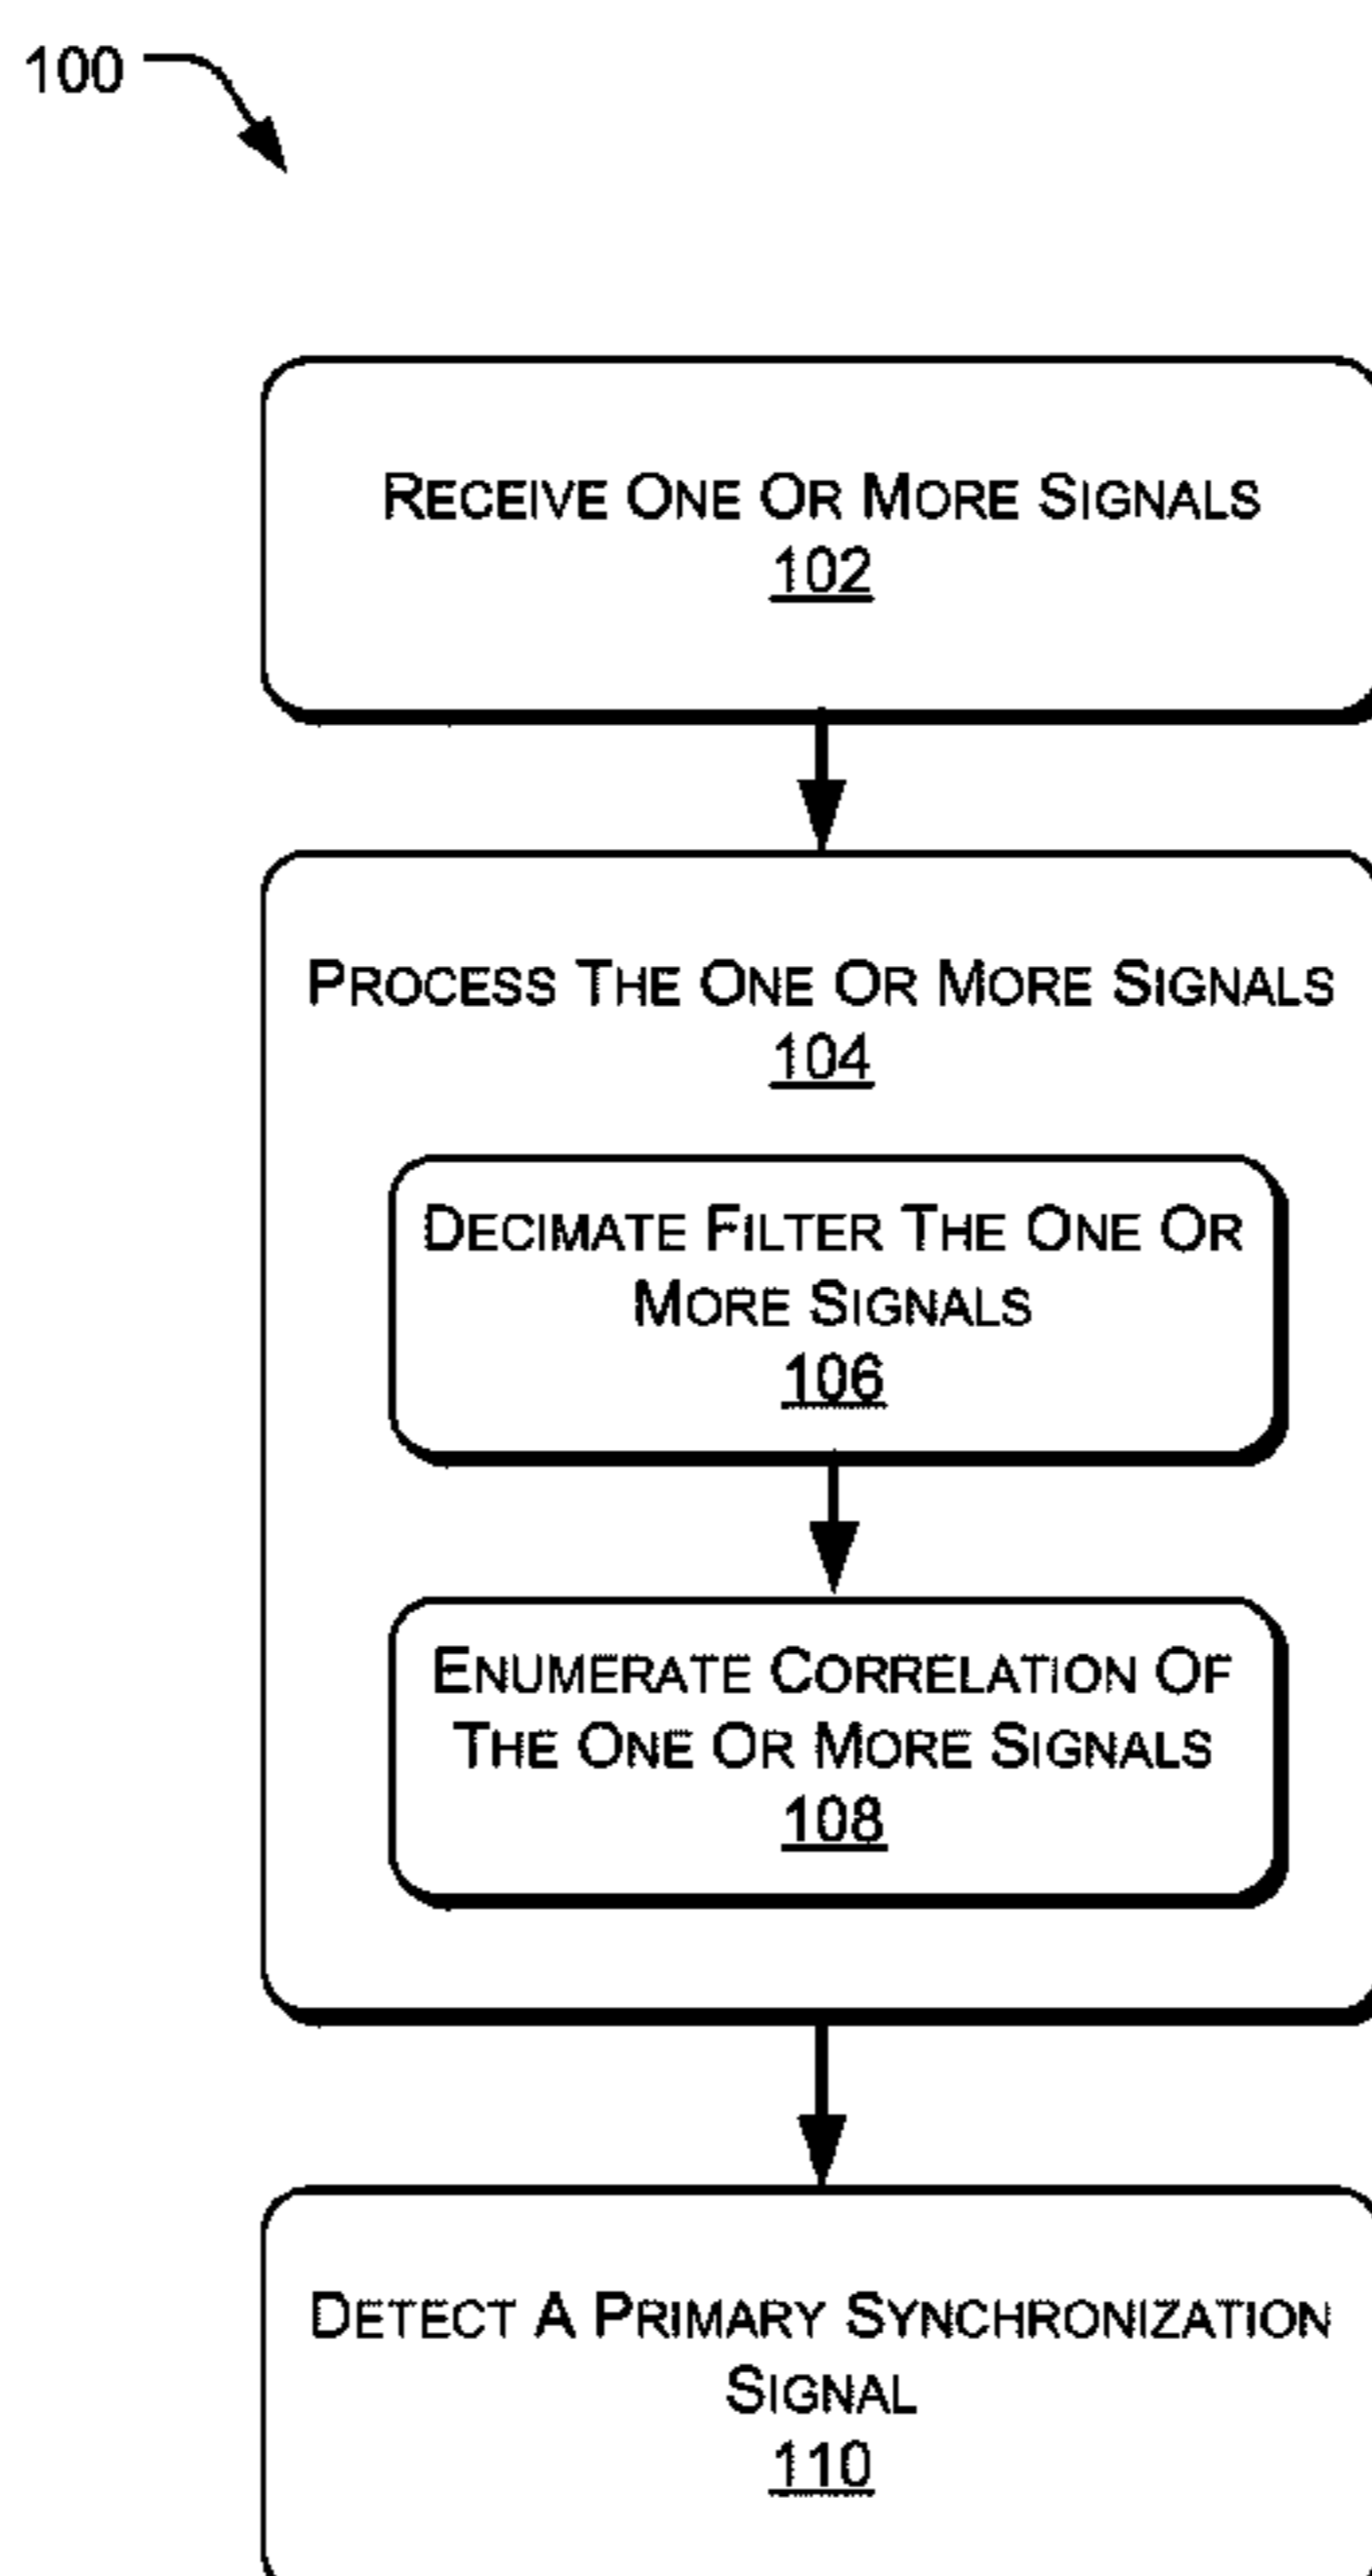 100
RECEIVE ONE OR MORE SIGNALS
102
PROCESS THE ONE OR MORE SIGNALS
104
DECIMATE FILTER THE ONE OR
MORE SIGNALS
106
ENUMERATE CORRELATION OF
THE ONE OR MORE SIGNALS
108
DETECT A PRIMARY SYNCHRONIZATION
SIGNAL
110